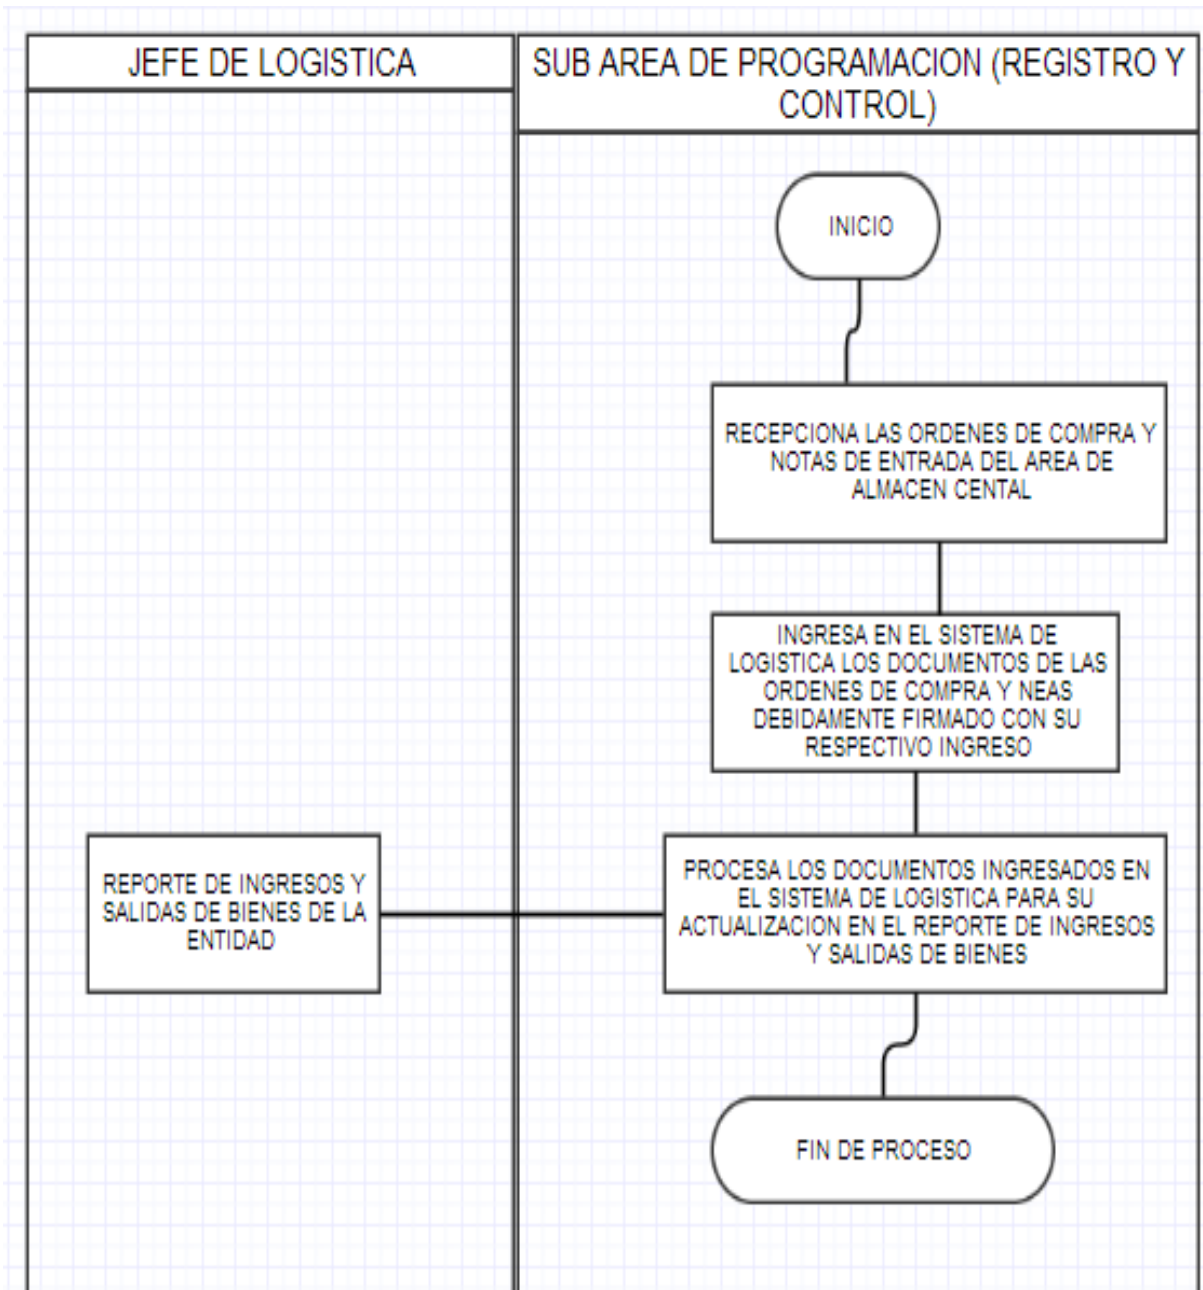 JEFE DE LOGISTICA
SUB AREA DE PROGRAMACION (REGISTRO Y
CONTROL)
INICIO
RECEPCIONA LAS ORDENES DE COMPRA Y
NOTAS DE ENTRADA DEL AREA DE
ALMACEN CENTAL
INGRESA EN EL SISTEMA DE
LOGISTICA LOS DOCUMENTOS DE LAS
ORDENES DE COMPRA Y NEAS
DEBIDAMENTE FIRMADO CON SU
RESPECTIVO INGRESO
REPORTE DE INGRESOS Y
SALIDAS DE BIENES DE LA
ENTIDAD
PROCESA LOS DOCUMENTOS INGRESADOS EN
EL SISTEMA DE LOGISTICA PARA SU
ACTUALIZACION EN EL REPORTE DE INGRESOS
Y SALIDAS DE BIENES
FIN DE PROCESO